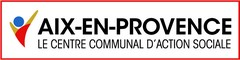 AIX-EN-PROVENCE
LE CENTRE COMMUNAL D'ACTION SOCIALE